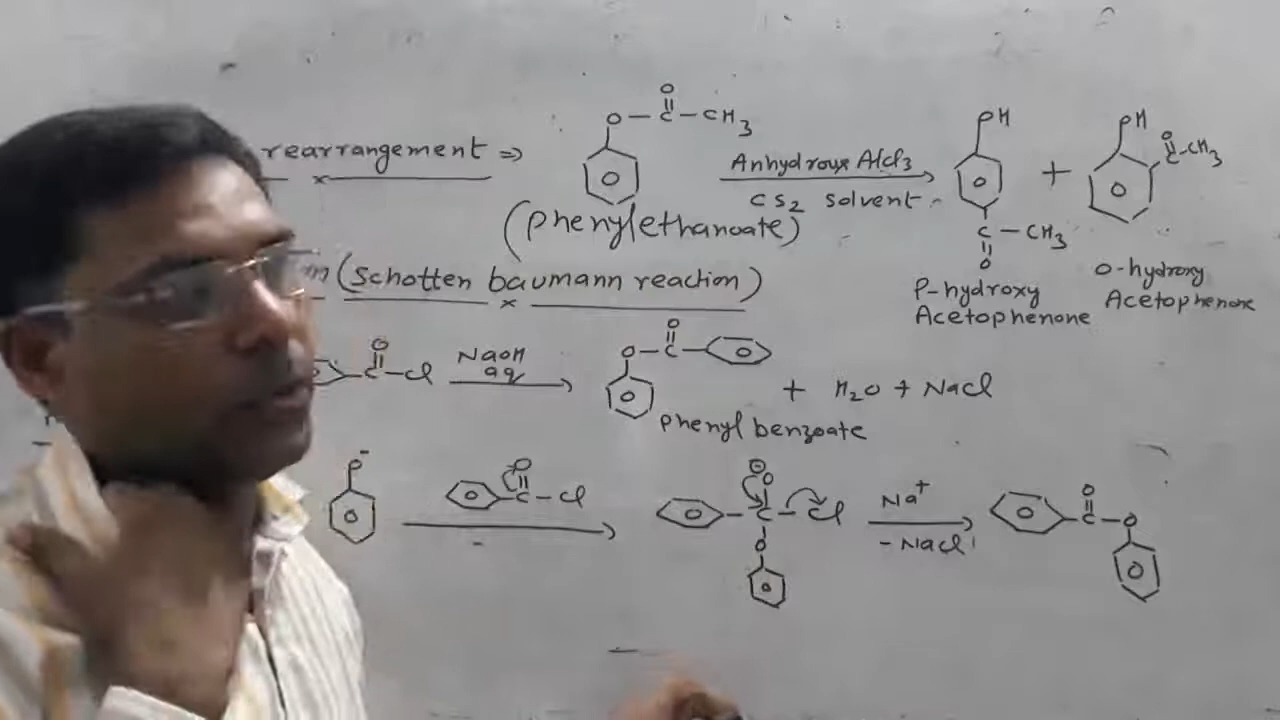 rearrangement ⇒
O — C — CH3
O
Anhydrous Alcl3
CS2 solvent
OH
+
OH
O
C-CH3
(phenylethanoate)
C — CH3
O
P-hydroxy
Acetophenone
O-hydroxy
Acetophenone
(Schotten baumann reaction)
O
C-Cl
NaOH
aq
O
O-C-
+ H2O + NaCl
phenyl benzoate
O-
O
C-Cl
O
C-Cl
O
Na+
-NaCl
O
C-O